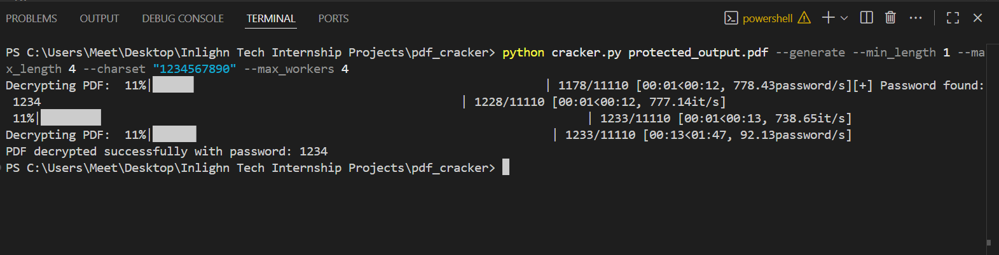 PROBLEMS OUTPUT DEBUG CONSOLE TERMINAL PORTS powershell
PS C:\Users\Meet\Desktop\Inlighn Tech Internship Projects\pdf_cracker> python cracker.py protected_output.pdf --generate --min_length 1 --ma
x_length 4 --charset "1234567890" --max_workers 4
Decrypting PDF:  11%| | 1178/11110 [00:01<00:12, 778.43password/s][+] Password found:
1234 | 1228/11110 [00:01<00:12, 777.14it/s]
11%| | 1233/11110 [00:01<00:13, 738.65it/s]
Decrypting PDF:  11%| | 1233/11110 [00:13<01:47, 92.13password/s]
PDF decrypted successfully with password: 1234
PS C:\Users\Meet\Desktop\Inlighn Tech Internship Projects\pdf_cracker>